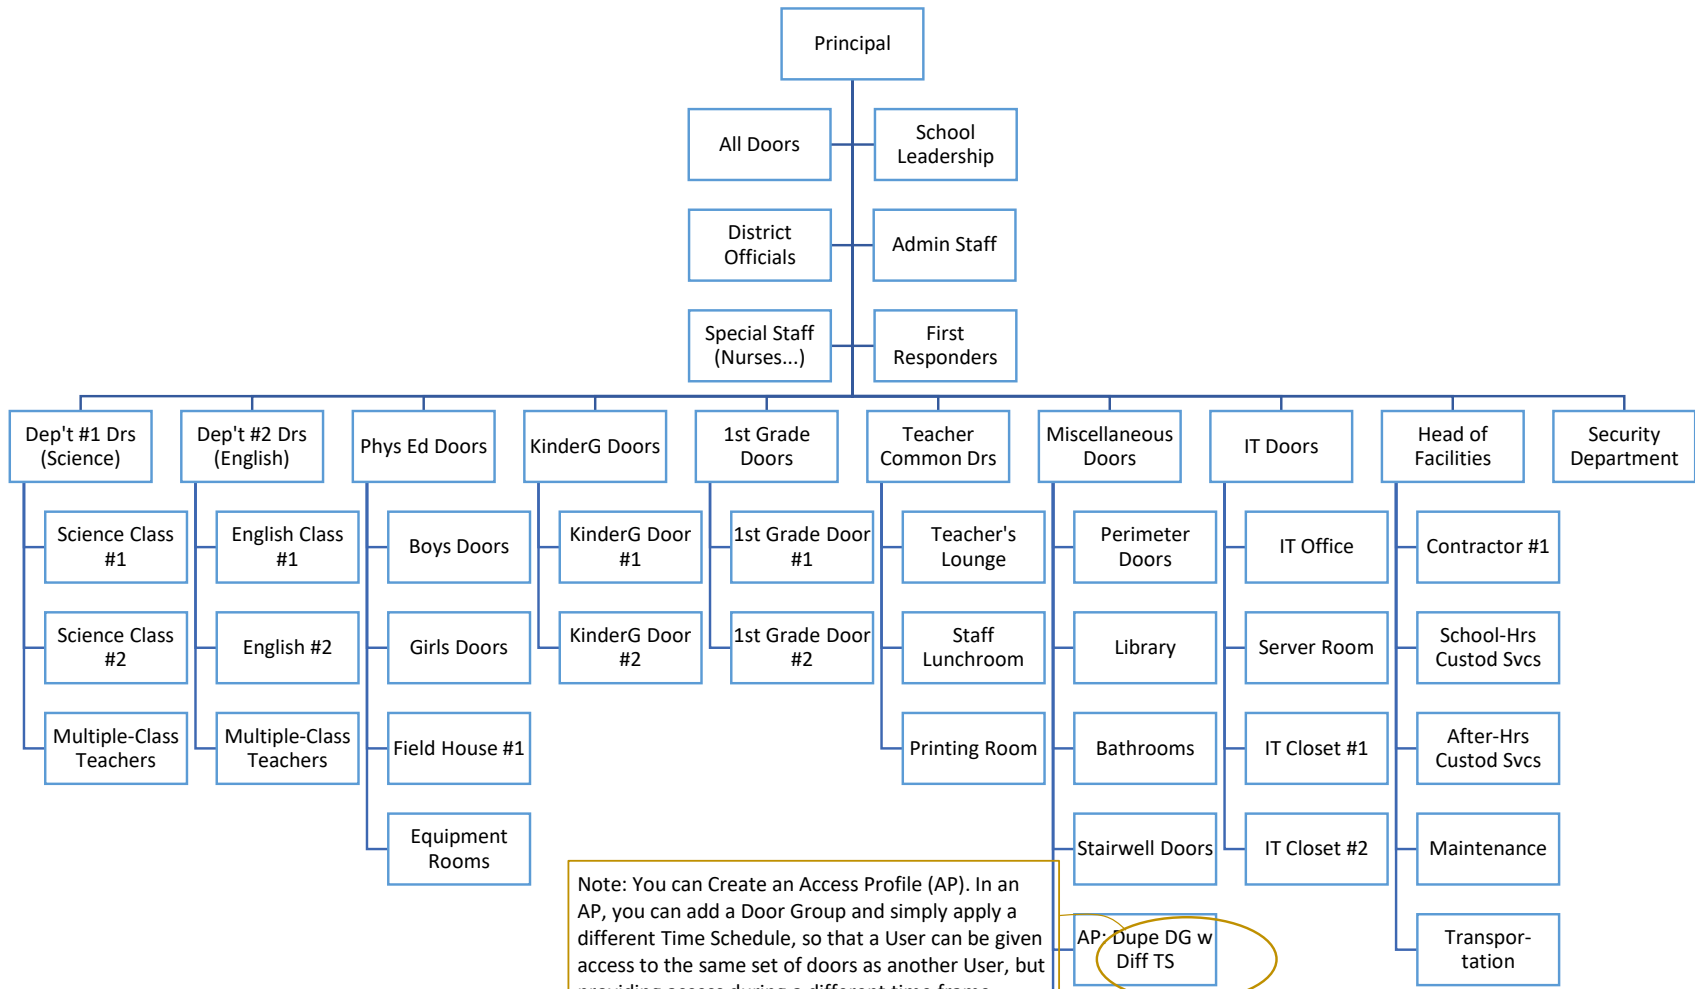 Principal
All Doors
School
Leadership
District
Officials
Admin Staff
Special Staff
(Nurses...)
First
Responders
Dep't #1 Drs
(Science)
Dep't #2 Drs
(English)
Phys Ed Doors
KinderG Doors
1st Grade
Doors
Teacher
Common Drs
Miscellaneous
Doors
IT Doors
Head of
Facilities
Security
Department
Science Class
#1
English Class
#1
Boys Doors
KinderG Door
#1
1st Grade Door
#1
Teacher's
Lounge
Perimeter
Doors
IT Office
Contractor #1
Science Class
#2
English #2
Girls Doors
KinderG Door
#2
1st Grade Door
#2
Staff
Lunchroom
Library
Server Room
School-Hrs
Custod Svcs
Multiple-Class
Teachers
Multiple-Class
Teachers
Field House #1
Printing Room
Bathrooms
IT Closet #1
After-Hrs
Custod Svcs
Equipment
Rooms
Stairwell Doors
IT Closet #2
Maintenance
Note: You can Create an Access Profile (AP). In an
AP, you can add a Door Group and simply apply a
different Time Schedule, so that a User can be given
access to the same set of doors as another User, but
providing access during a different time frame
AP: Dupe DG w
Diff TS
Transpor-
tation